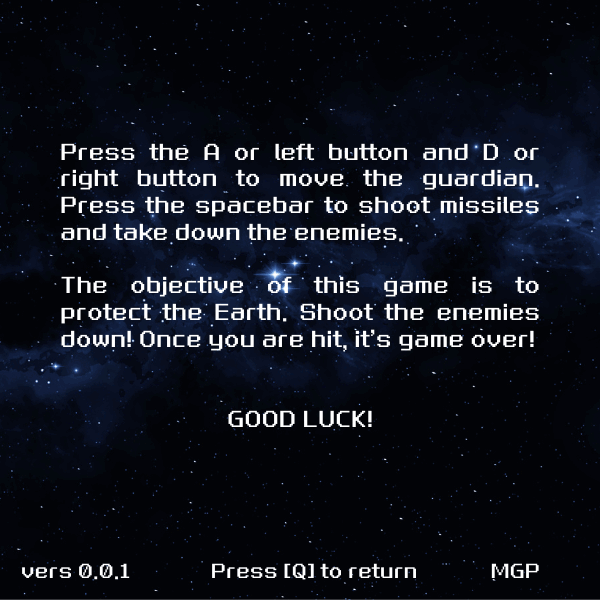 Press the A or left button and D or
right button to move the guardian.
Press the spacebar to shoot missiles
and take down the enemies.
The objective of this game is to
protect the Earth. Shoot the enemies
down! Once you are hit, it's game over!
GOOD LUCK!
vers 0.0.1 Press [Q] to return MGP